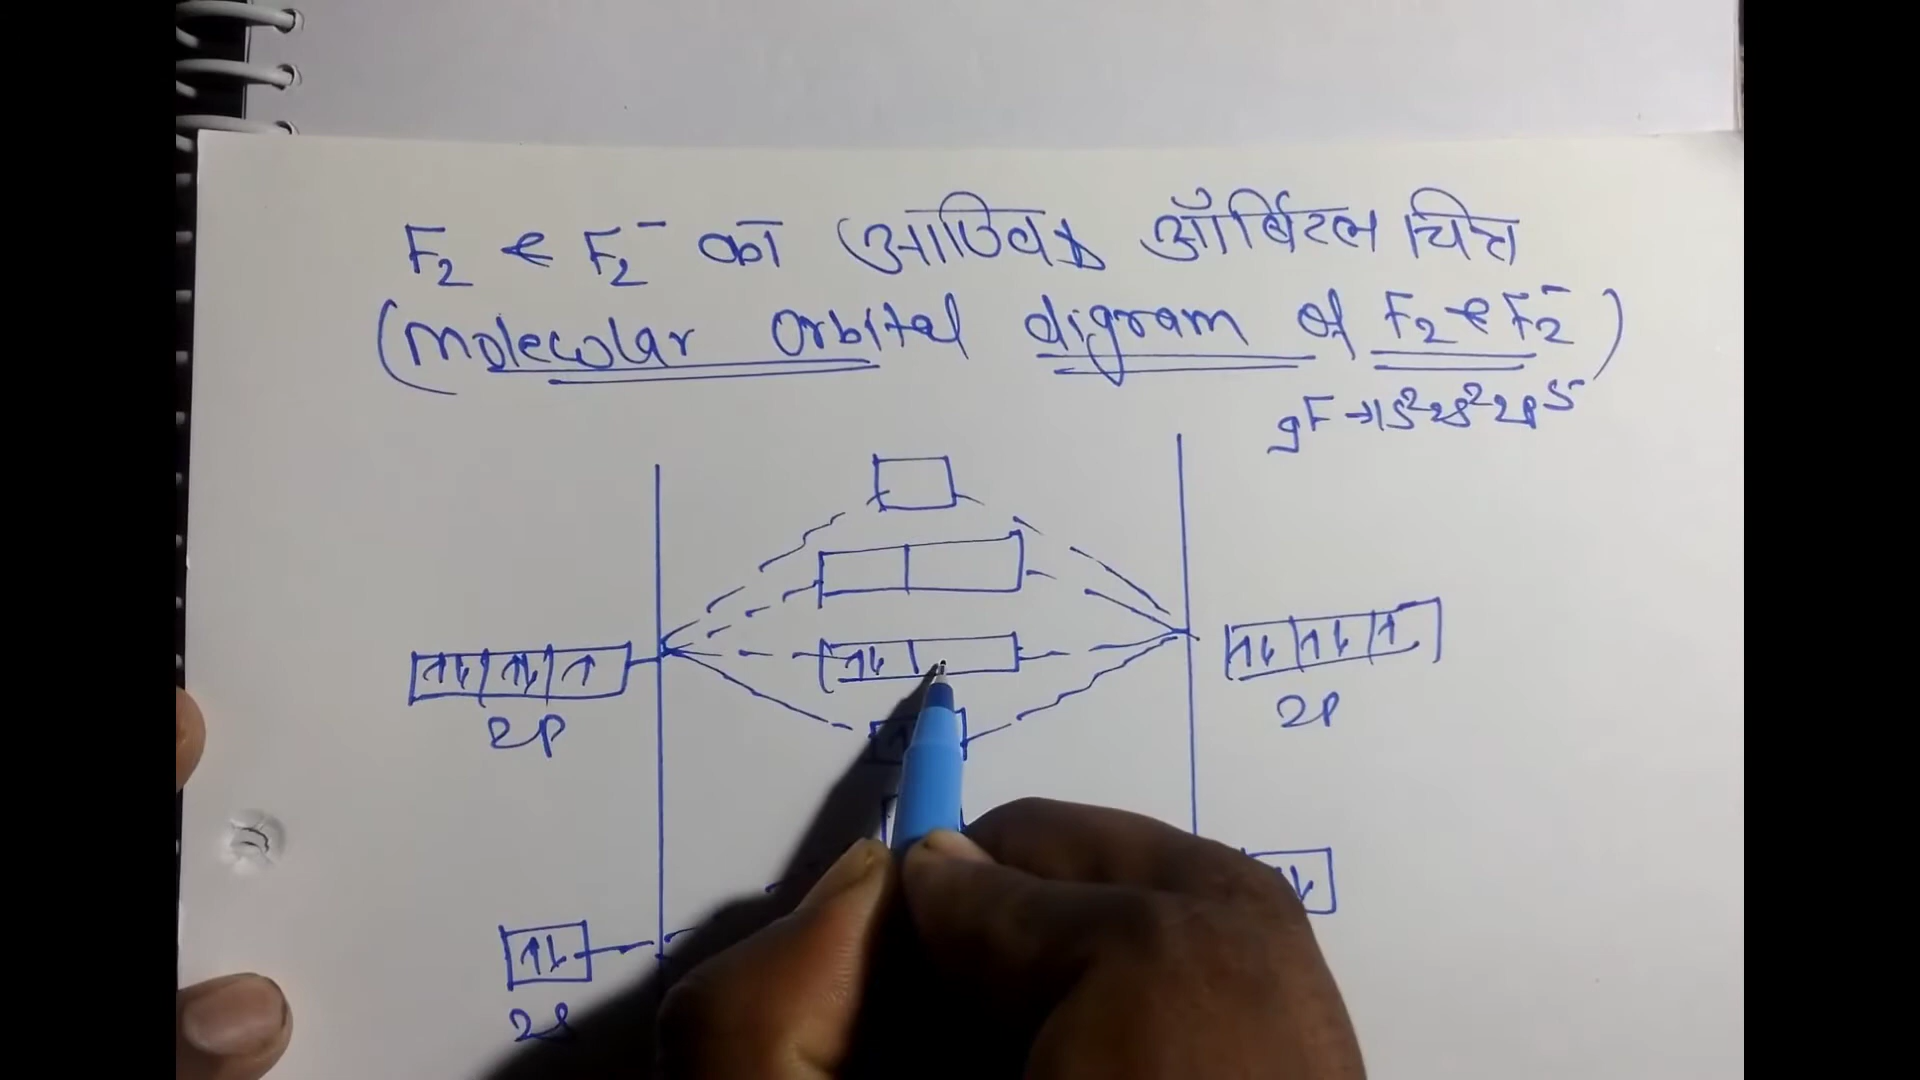 F₂ व F₂⁻ का आण्विक ऑर्बिटल चित्र
(Molecular orbital digram of F₂ व F₂⁻)
₉F → 1s² 2s² 2p⁵
↑↓ ↑↓ ↑
2p
↑↓
↑↓ ↑↓ ↑
2p
↑↓
2s